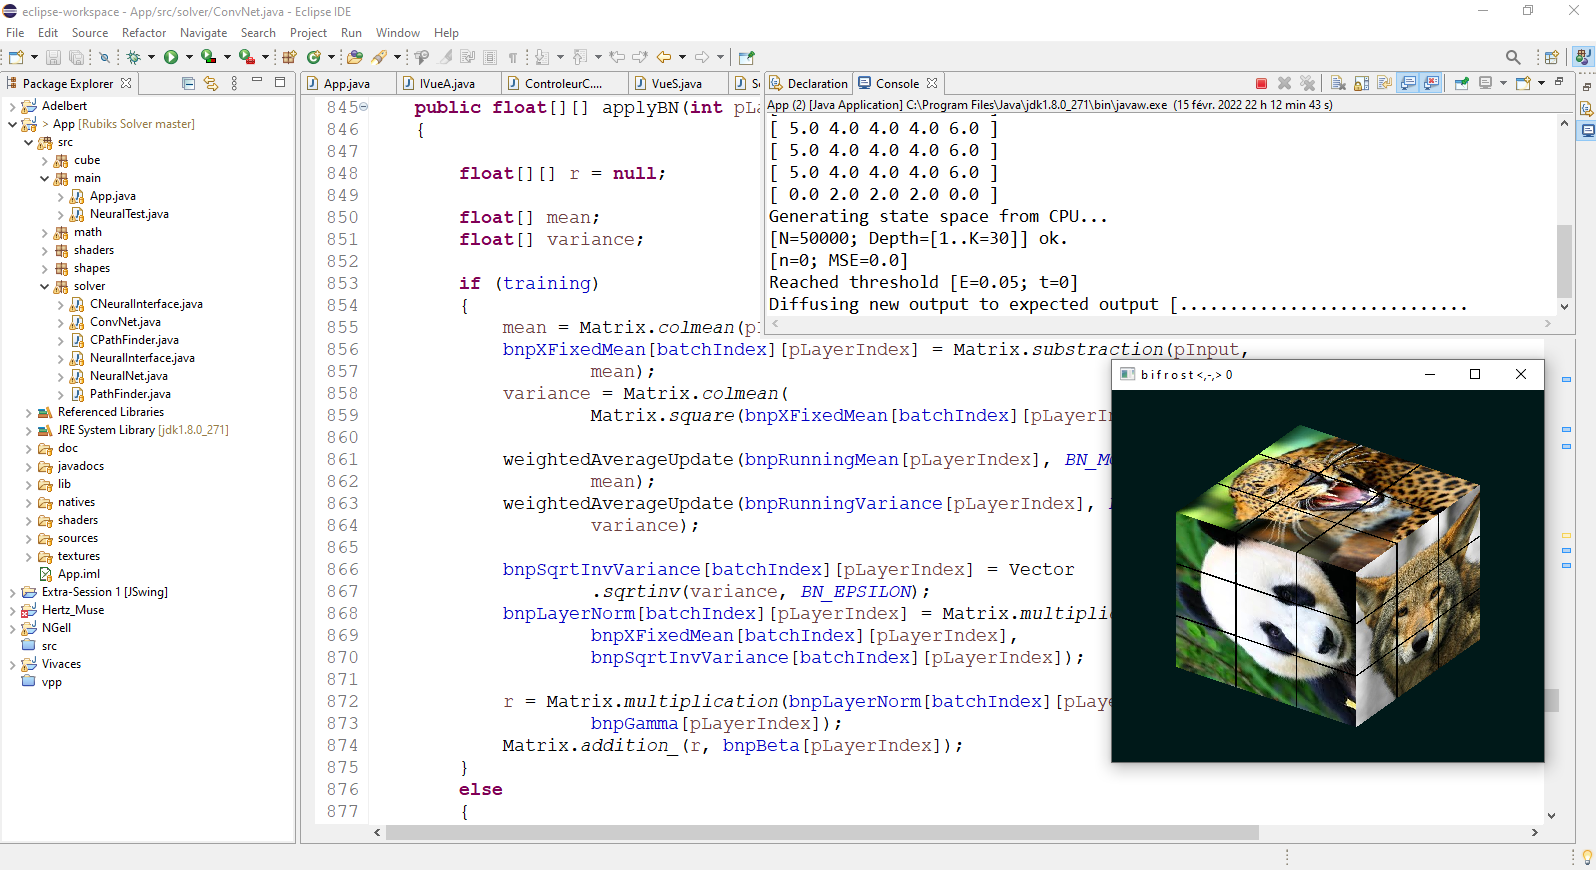 eclipse-workspace - App/src/solver/ConvNet.java - Eclipse IDE
File Edit Source Refactor Navigate Search Project Run Window Help
Package Explorer
Adelbert
> App [Rubiks Solver master]
src
cube
main
App.java
NeuralTest.java
math
shaders
shapes
solver
CNeuralInterface.java
ConvNet.java
CPathFinder.java
NeuralInterface.java
NeuralNet.java
PathFinder.java
Referenced Libraries
JRE System Library [jdk1.8.0_271]
doc
javadocs
lib
natives
shaders
sources
textures
App.iml
Extra-Session 1 [JSwing]
Hertz_Muse
NGell
src
Vivaces
vpp
App.java IVueA.java ControleurC.... VueS.java
845 public float[][] applyBN(int
846 {
847
848 float[][] r = null;
849
850 float[] mean;
851 float[] variance;
852
853 if (training)
854 {
855 mean = Matrix.colmean(
856 bnpXFixedMean[batchIndex][pLayerIndex] = Matrix.substraction(pInput,
857 mean);
858 variance = Matrix.colmean(
859 Matrix.square(bnpXFixedMean[batchIndex][
860
861 weightedAverageUpdate(bnpRunningMean[pLayerIndex],
862 mean);
863 weightedAverageUpdate(bnpRunningVariance[pLayerIndex],
864 variance);
865
866 bnpSqrtInvVariance[batchIndex][pLayerIndex] = Vector
867 .sqrtinv(variance, BN_EPSILON);
868 bnpLayerNorm[batchIndex][pLayerIndex] = Matrix.
869 bnpXFixedMean[batchIndex][pLayerIndex],
870 bnpSqrtInvVariance[batchIndex][pLayerIndex]);
871
872 r = Matrix.multiplication(bnpLayerNorm[batchIndex][
873 bnpGamma[pLayerIndex]);
874 Matrix.addition_(r, bnpBeta[pLayerIndex]);
875 }
876 else
877 {
Declaration Console
App (2) [Java Application] C:\Program Files\Java\jdk1.8.0_271\bin\javaw.exe (15 févr. 2022 22 h 12 min 43 s)
[ 5.0 4.0 4.0 4.0 6.0 ]
[ 5.0 4.0 4.0 4.0 6.0 ]
[ 5.0 4.0 4.0 4.0 6.0 ]
[ 0.0 2.0 2.0 2.0 0.0 ]
Generating state space from CPU...
[N=50000; Depth=[1..K=30]] ok.
[n=0; MSE=0.0]
Reached threshold [E=0.05; t=0]
Diffusing new output to expected output [.............................
b i f r o s t <,-,> 0